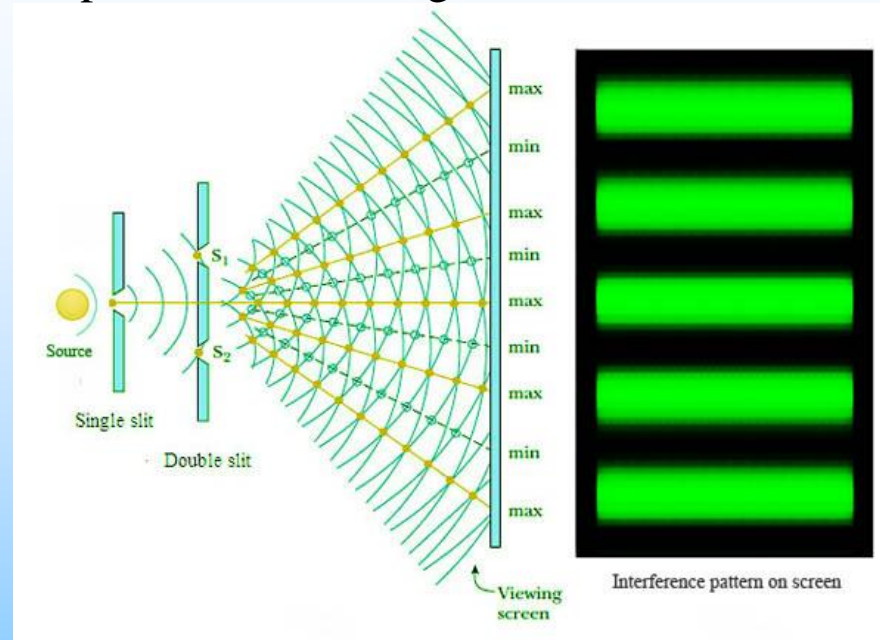 max
min
max
S1
min
max
Source
S2
min
max
Single slit
Double slit
min
max
Viewing
screen
Interference pattern on screen